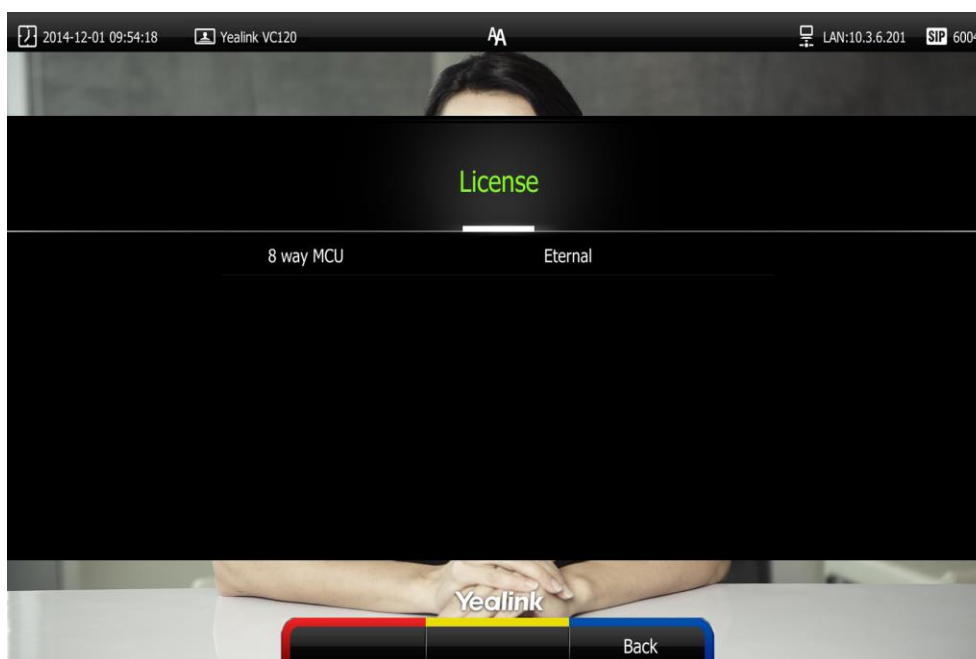 2014-12-01 09:54:18 Yealink VC120 AA LAN:10.3.6.201 SIP 6004
License
8 way MCU Eternal
Yealink
Back